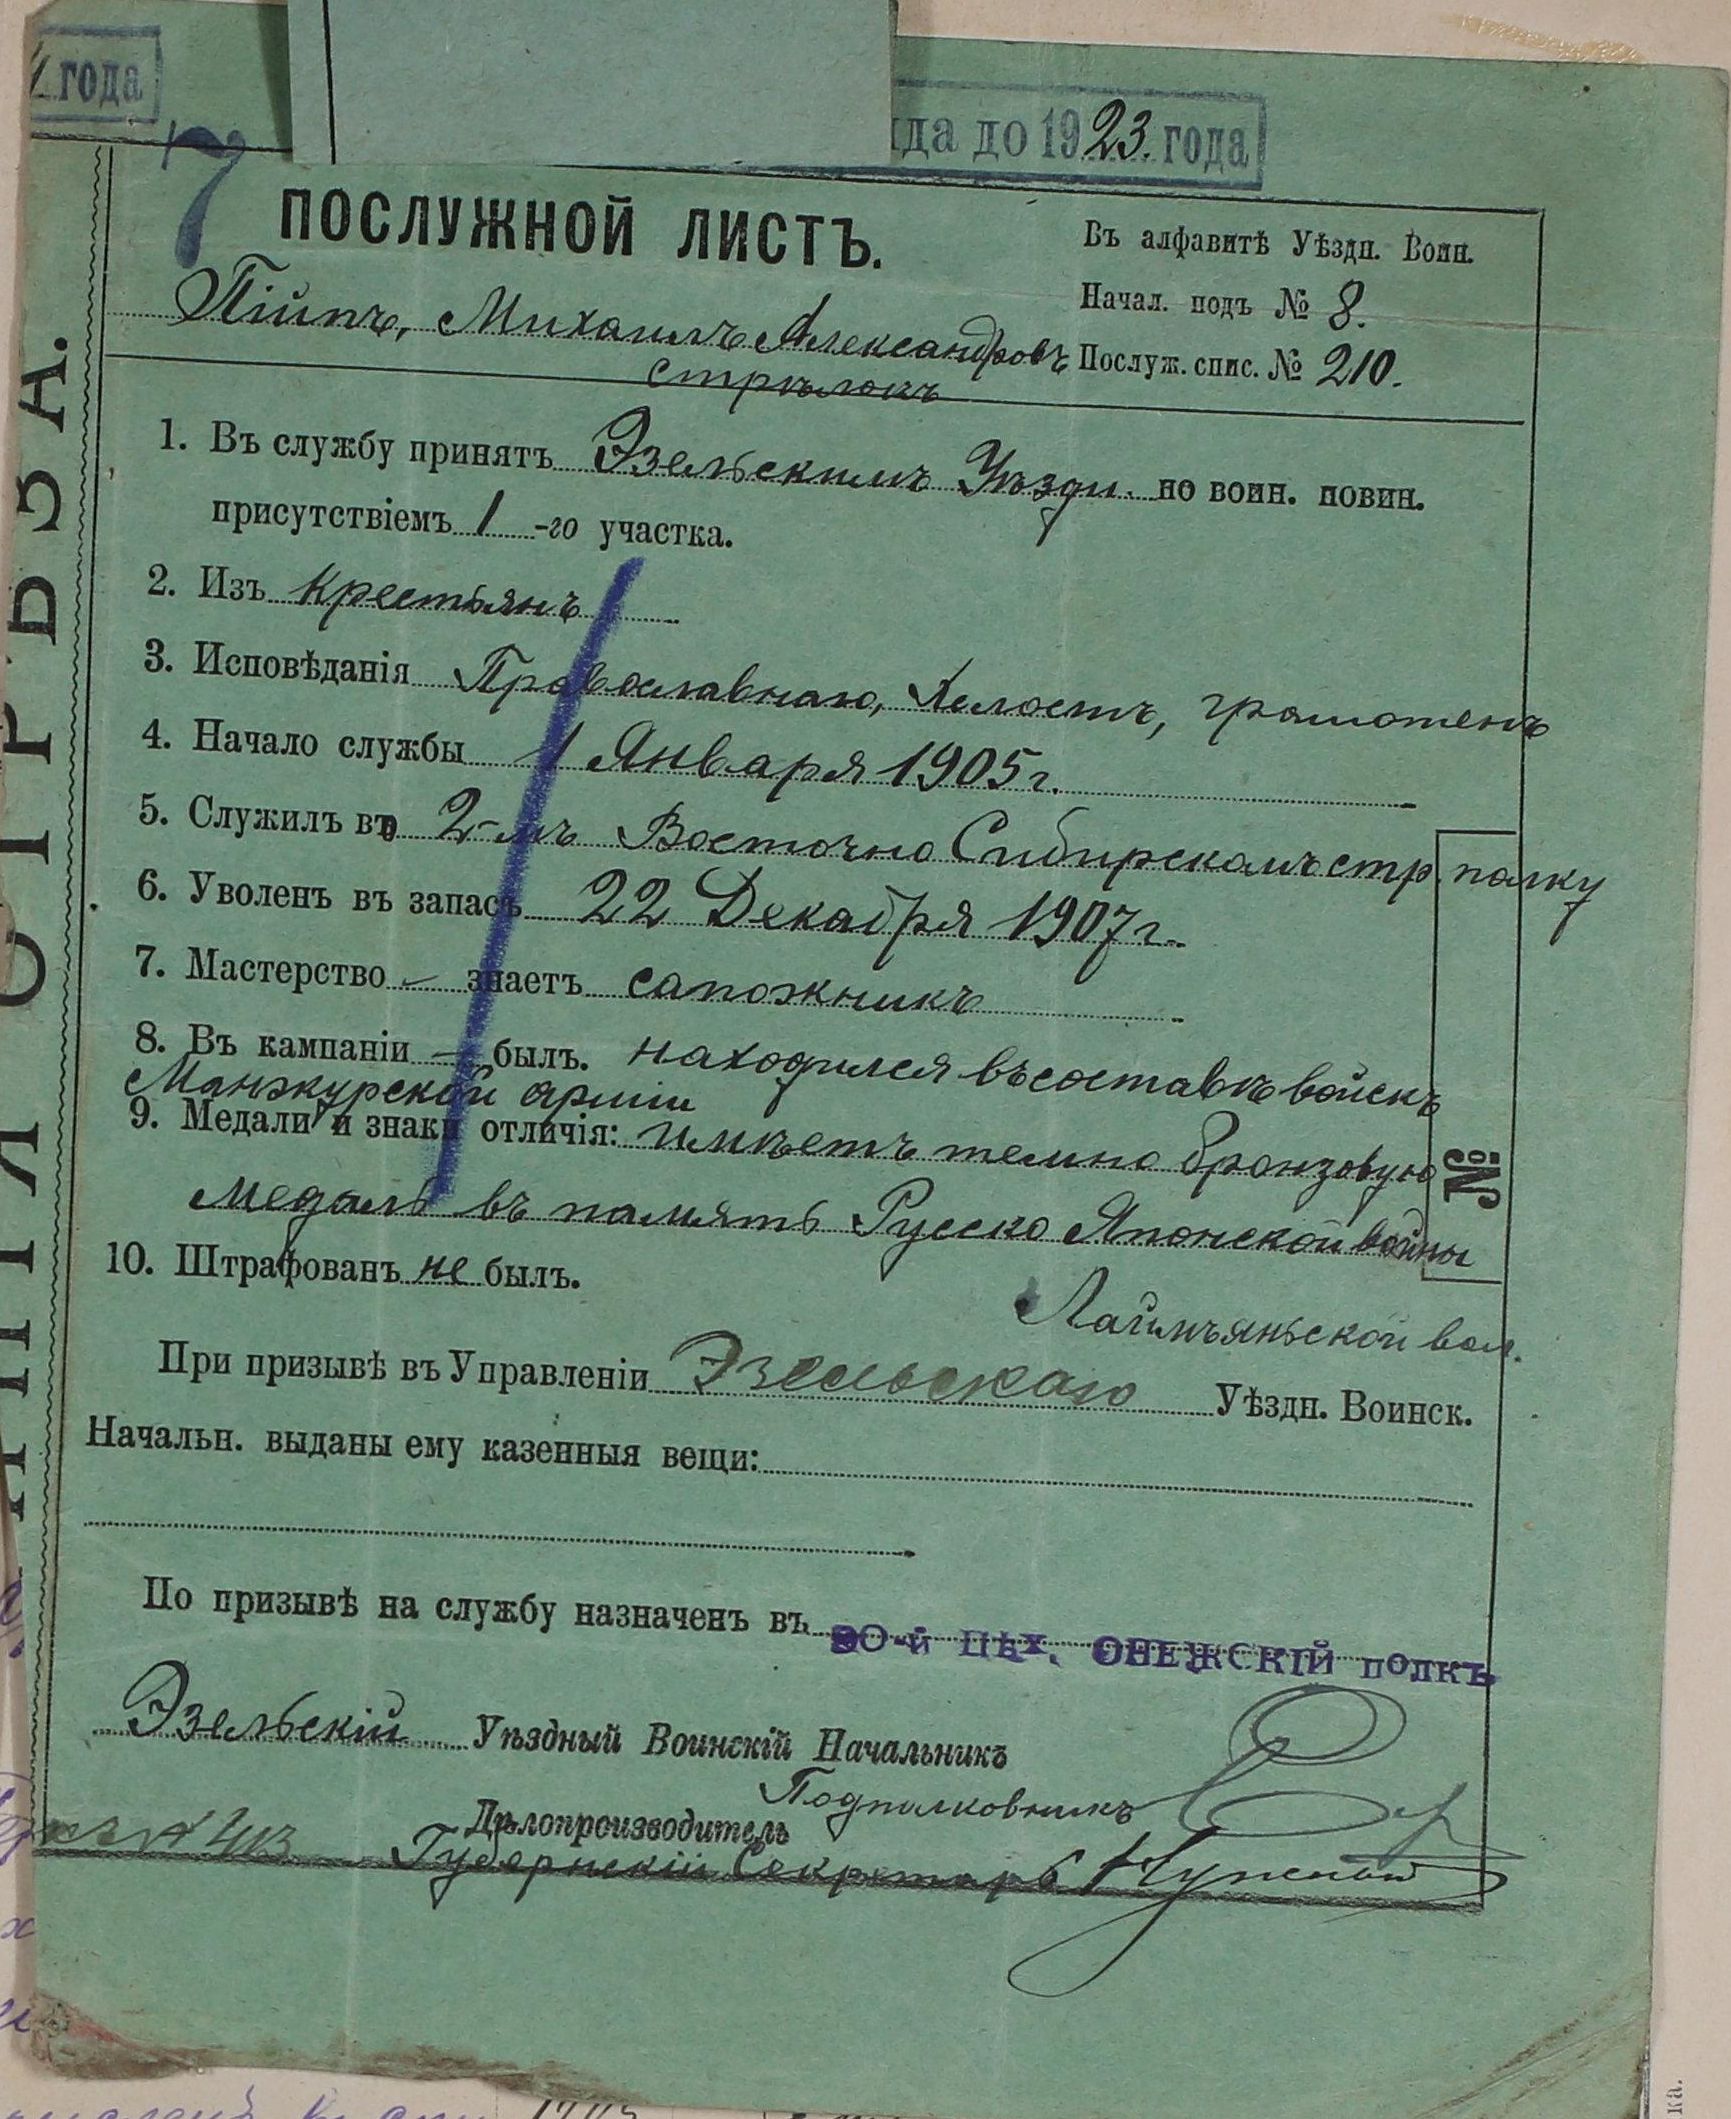 года
да до 1923. года
7
ПОСЛУЖНОЙ ЛИСТЪ.
Въ алфавитѣ Уѣздн. Воин.
Начал. подъ № 8.
Пійпъ, Михаилъ Александровъ
Послуж. спис. № 210.
стрѣлокъ
1. Въ службу принятъ Эзельскимъ Уѣздн. по воин. повин.
присутствіемъ 1-го участка.
2. Изъ крестьянъ
3. Исповѣданія Православнаго, Холостъ, грамотенъ
4. Начало службы 1 Января 1905 г.
5. Служилъ въ 2-мъ Восточно Сибирскомъ стр. полку
6. Уволенъ въ запасъ 22 Декабря 1907 г.
7. Мастерство - знаетъ сапожникъ
8. Въ кампаніи - былъ. находился въ составѣ войскъ
Манжурской арміи
9. Медали и знаки отличія: имѣетъ темно бронзовую
медаль въ память Русско Японской войны
№
10. Штрафованъ не былъ.
Лаймъяньской вол.
При призывѣ въ Управленіи Эзельскаго Уѣздн. Воинск.
Начальн. выданы ему казенныя вещи:
По призывѣ на службу назначенъ въ 90-й ПѢХ. ОНЕЖСКІЙ ПОЛКЪ
Эзельскій Уѣздный Воинскій Начальникъ
Подполковникъ
Дѣлопроизводитель
Губернскій Секретарь